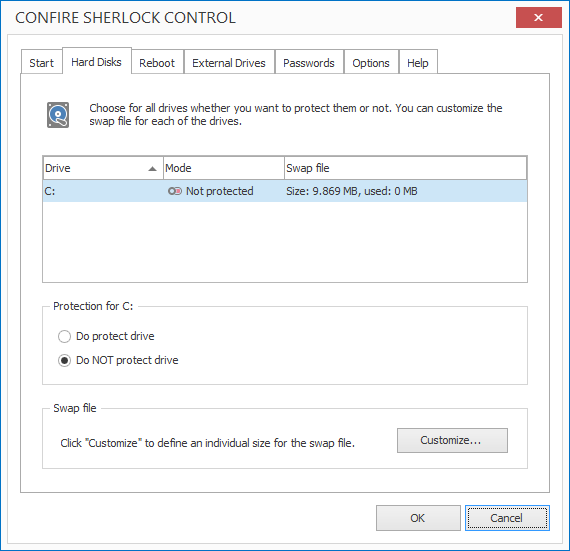 CONFIRE SHERLOCK CONTROL
Start Hard Disks Reboot External Drives Passwords Options Help
Choose for all drives whether you want to protect them or not. You can customize the
swap file for each of the drives.
Drive Mode Swap file
C: Not protected Size: 9.869 MB, used: 0 MB
Protection for C:
Do protect drive
Do NOT protect drive
Swap file
Click "Customize" to define an individual size for the swap file. Customize...
OK Cancel